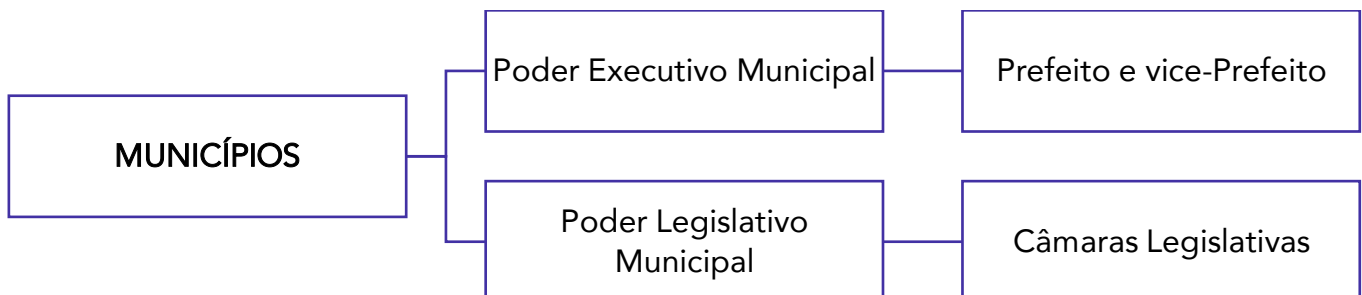 Poder Executivo Municipal
Prefeito e vice-Prefeito
MUNICÍPIOS
Poder Legislativo
Municipal
Câmaras Legislativas